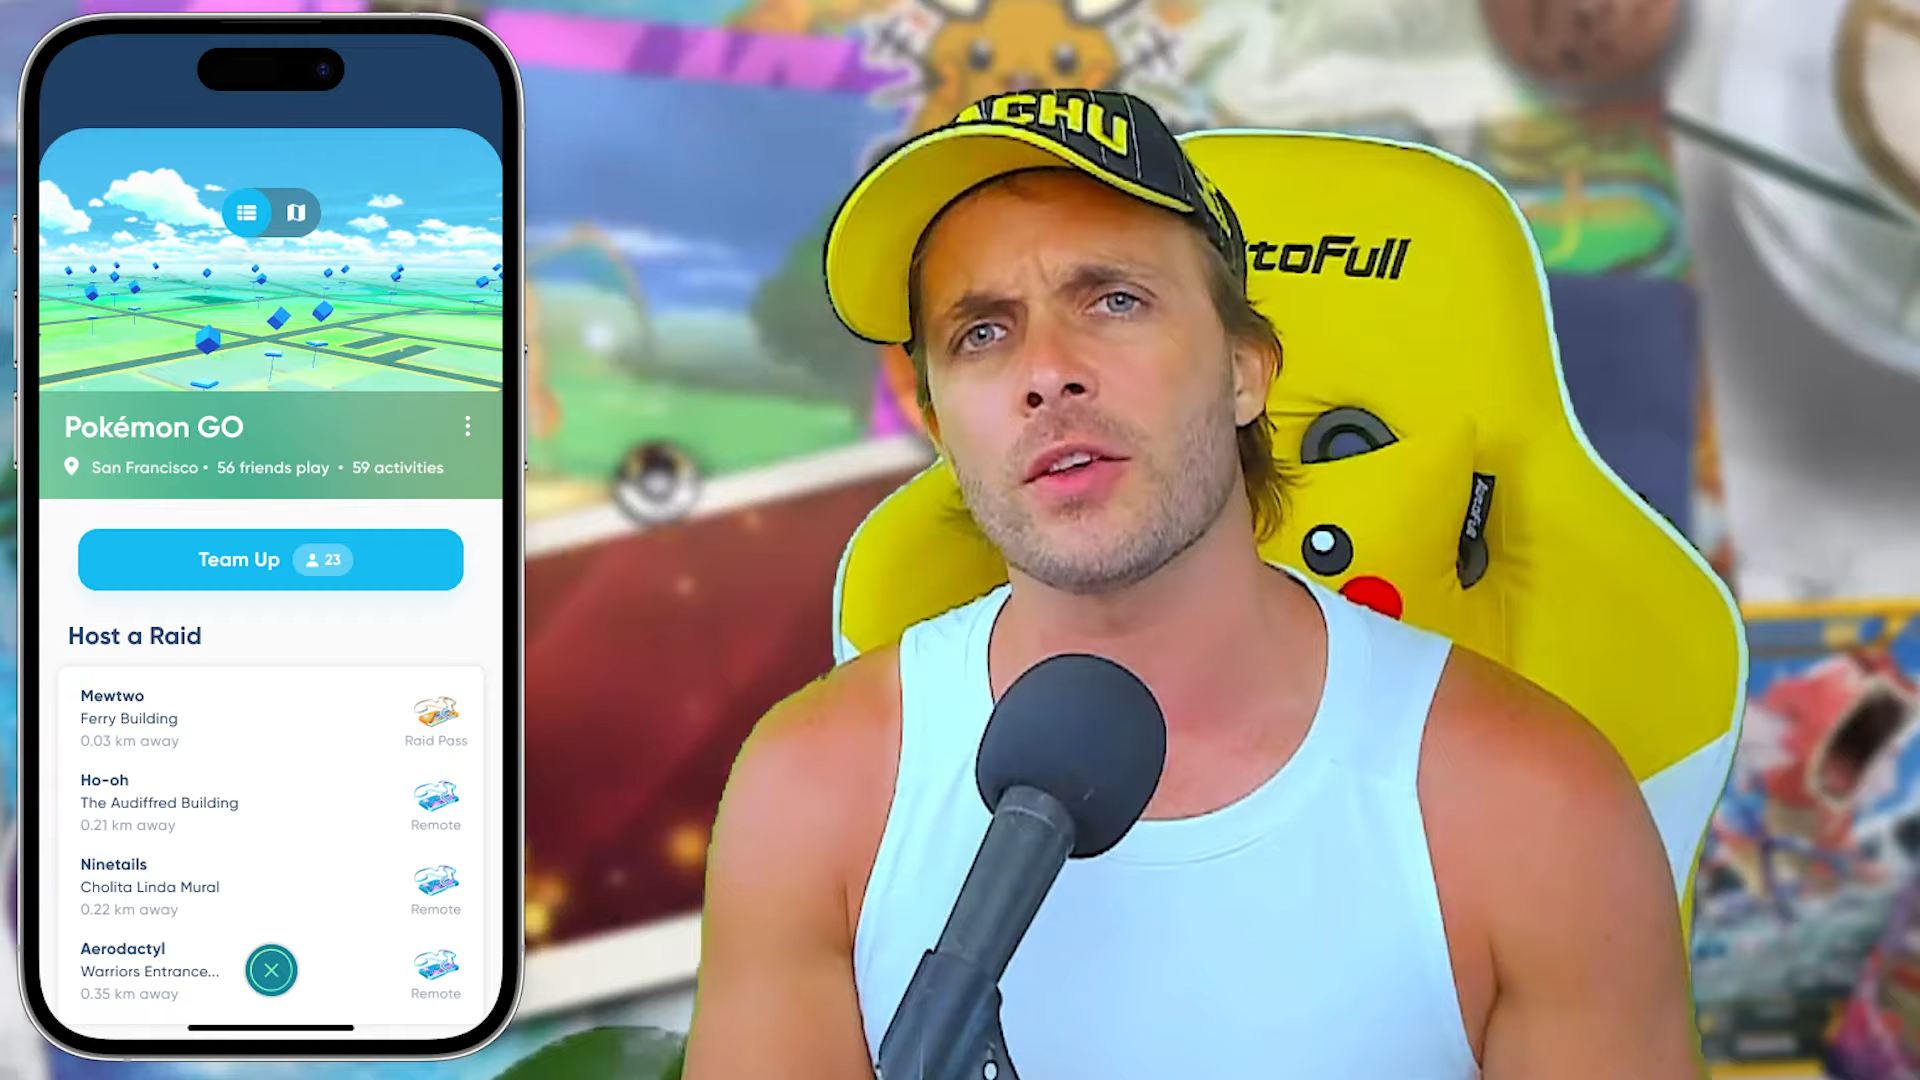 Pokémon GO
San Francisco • 56 friends play • 59 activities
Team Up 23
Host a Raid
Mewtwo
Ferry Building
0.03 km away
Raid Pass
Ho-oh
The Audiffred Building
0.21 km away
Remote
Ninetails
Cholita Linda Mural
0.22 km away
Remote
Aerodactyl
Warriors Entrance...
0.35 km away
Remote
ACHU
toFull